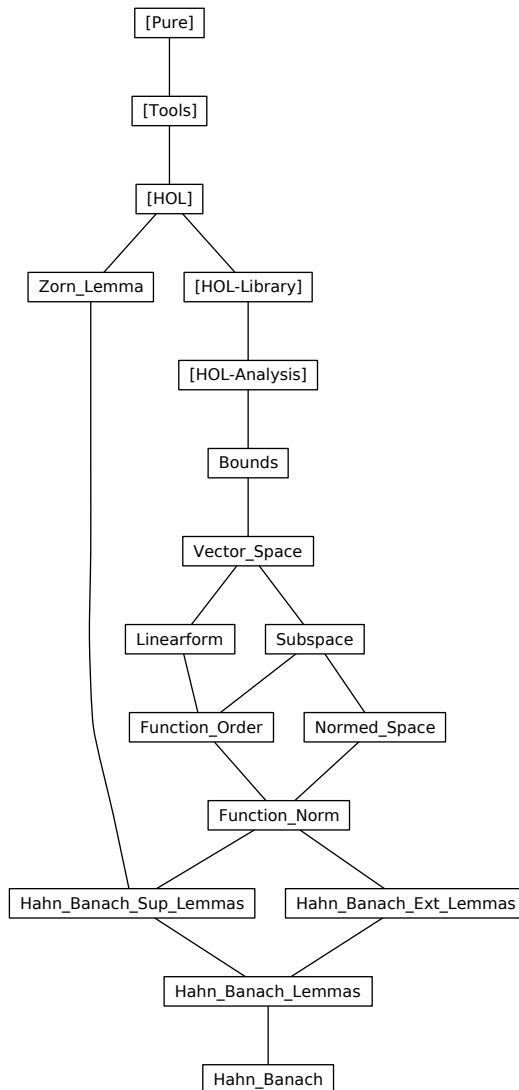 [Pure]
[Tools]
[HOL]
Zorn_Lemma
[HOL-Library]
[HOL-Analysis]
Bounds
Vector_Space
Linearform
Subspace
Function_Order
Normed_Space
Function_Norm
Hahn_Banach_Sup_Lemmas
Hahn_Banach_Ext_Lemmas
Hahn_Banach_Lemmas
Hahn_Banach